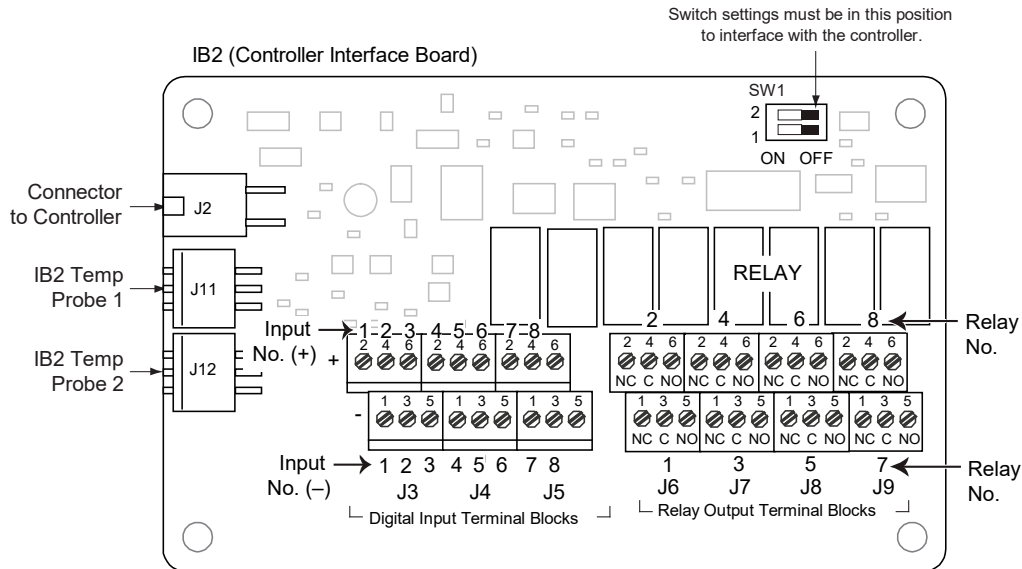 Switch settings must be in this position
to interface with the controller.
IB2 (Controller Interface Board)
SW1
2
1
ON OFF
Connector
to Controller
J2
IB2 Temp
Probe 1
J11
RELAY
Input
No. (+)
1 2 3 4 5 6 7 8
2 4 6 8
Relay
No.
IB2 Temp
Probe 2
J12
+
2 4 6 2 4 6 2 4 6
2 4 6 2 4 6 2 4 6 2 4 6
NC C NO NC C NO NC C NO NC C NO
-
1 3 5 1 3 5 1 3 5
1 3 5 1 3 5 1 3 5 1 3 5
NC C NO NC C NO NC C NO NC C NO
Input
No. (–)
1 2 3 4 5 6 7 8
1 3 5 7
Relay
No.
J3 J4 J5
J6 J7 J8 J9
Digital Input Terminal Blocks
Relay Output Terminal Blocks